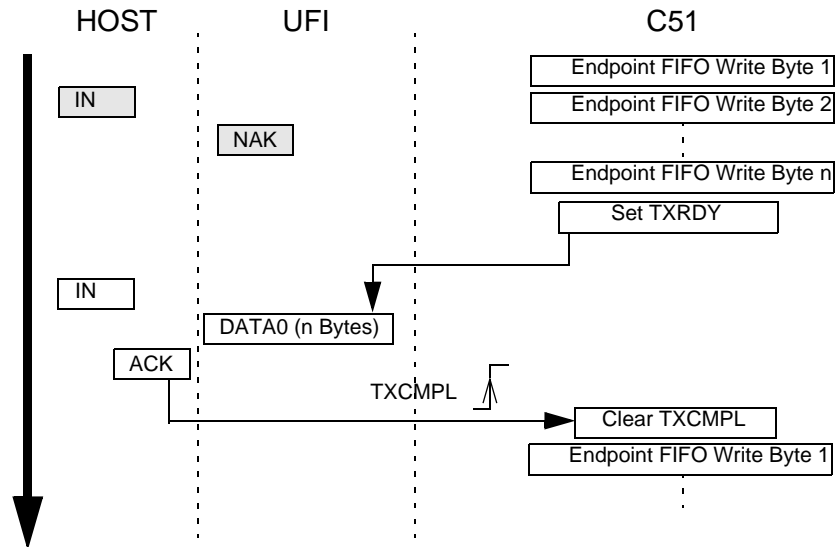 HOST UFI C51
Endpoint FIFO Write Byte 1
IN Endpoint FIFO Write Byte 2
NAK
Endpoint FIFO Write Byte n
Set TXRDY
IN
DATA0 (n Bytes)
ACK
TXCMPL
Clear TXCMPL
Endpoint FIFO Write Byte 1